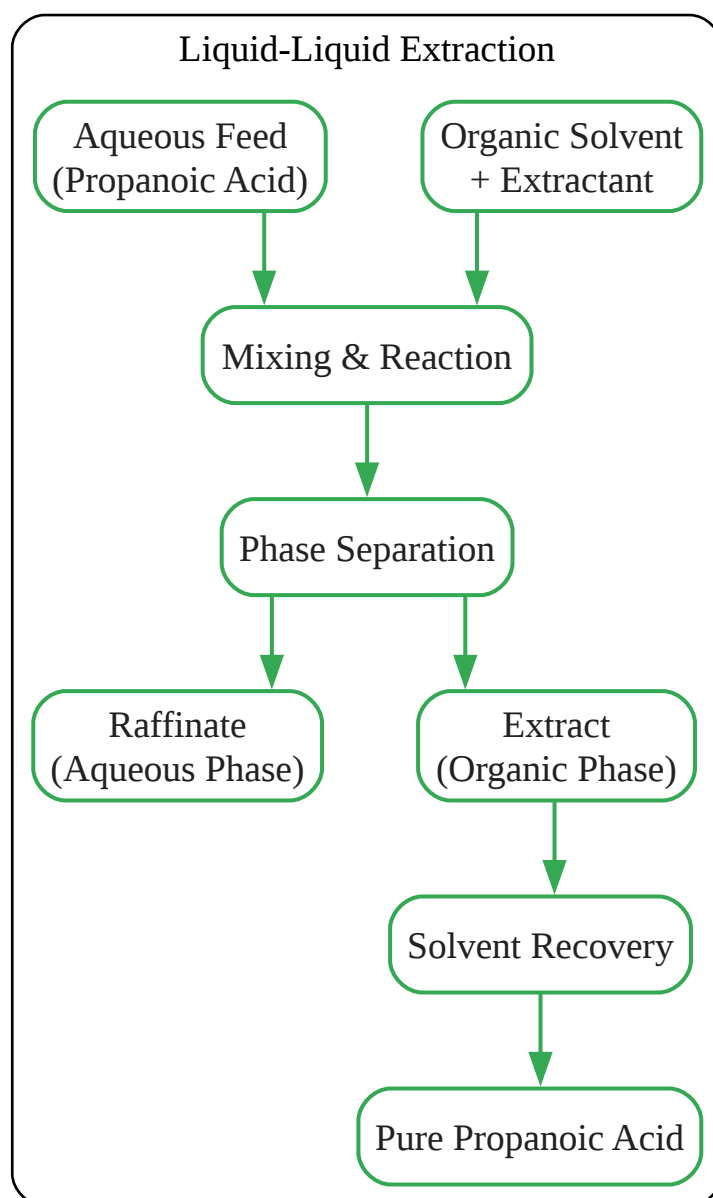 Liquid-Liquid Extraction
Aqueous Feed
(Propanoic Acid)
Organic Solvent
+ Extractant
Mixing & Reaction
Phase Separation
Raffinate
(Aqueous Phase)
Extract
(Organic Phase)
Solvent Recovery
Pure Propanoic Acid